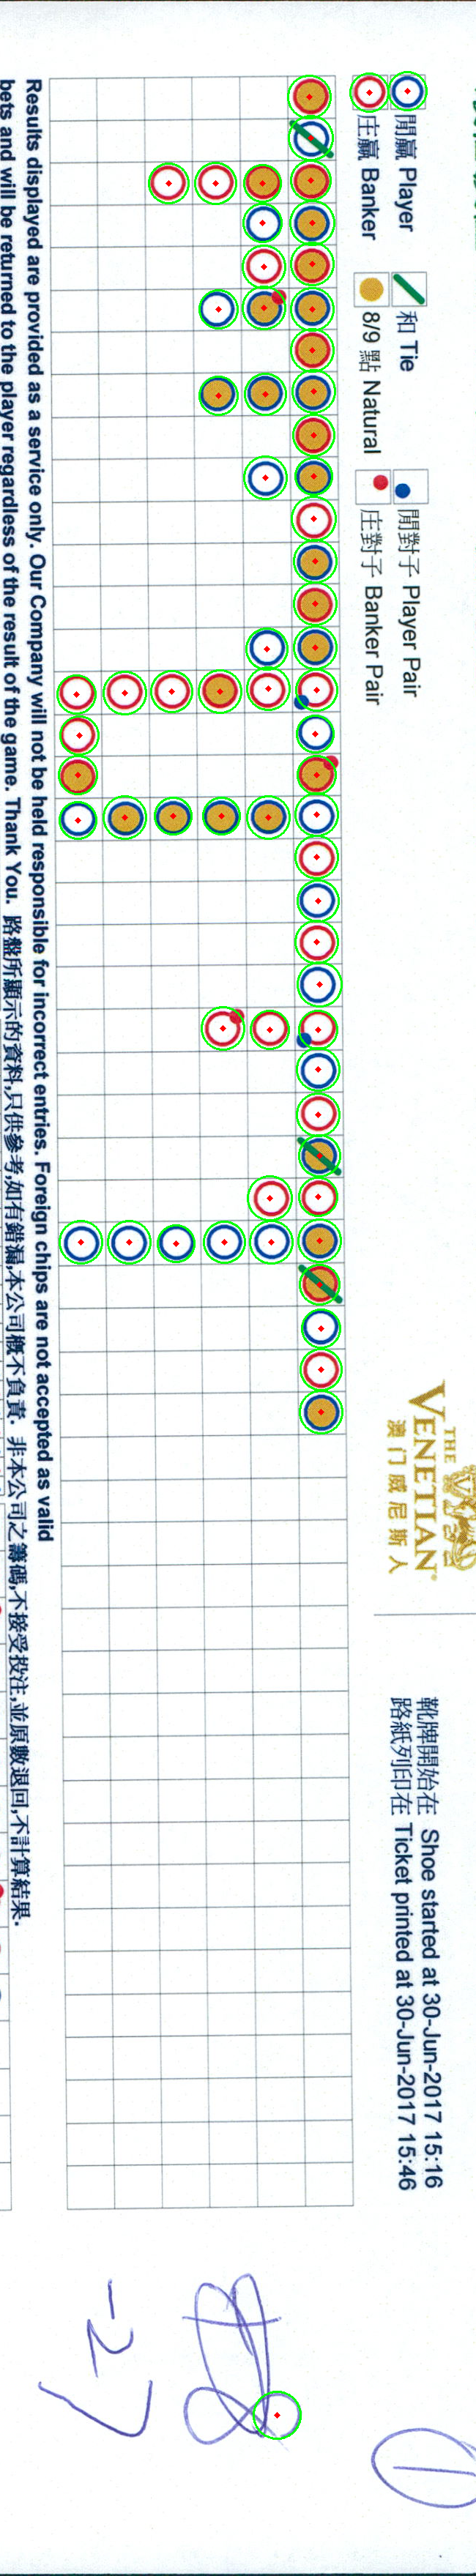 開贏 Player
和 Tie
開對子 Player Pair
庄贏 Banker
8/9 點 Natural
庄對子 Banker Pair
THE
VENETIAN®
澳门威尼斯人
靴牌開始在 Shoe started at 30-Jun-2017 15:16
路紙列印在 Ticket printed at 30-Jun-2017 15:46
Results displayed are provided as a service only. Our Company will not be held responsible for incorrect entries. Foreign chips are not accepted as valid
bets and will be returned to the player regardless of the result of the game. Thank You. 路盤所顯示的資料,只供參考,如有錯漏,本公司概不負責. 非本公司之籌碼,不接受投注,並原數退回,不計算結果.